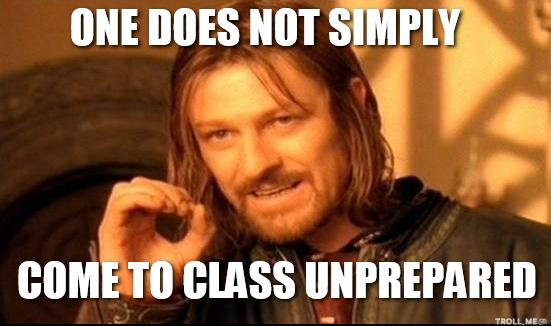 ONE DOES NOT SIMPLY
COME TO CLASS UNPREPARED
TROLL.ME